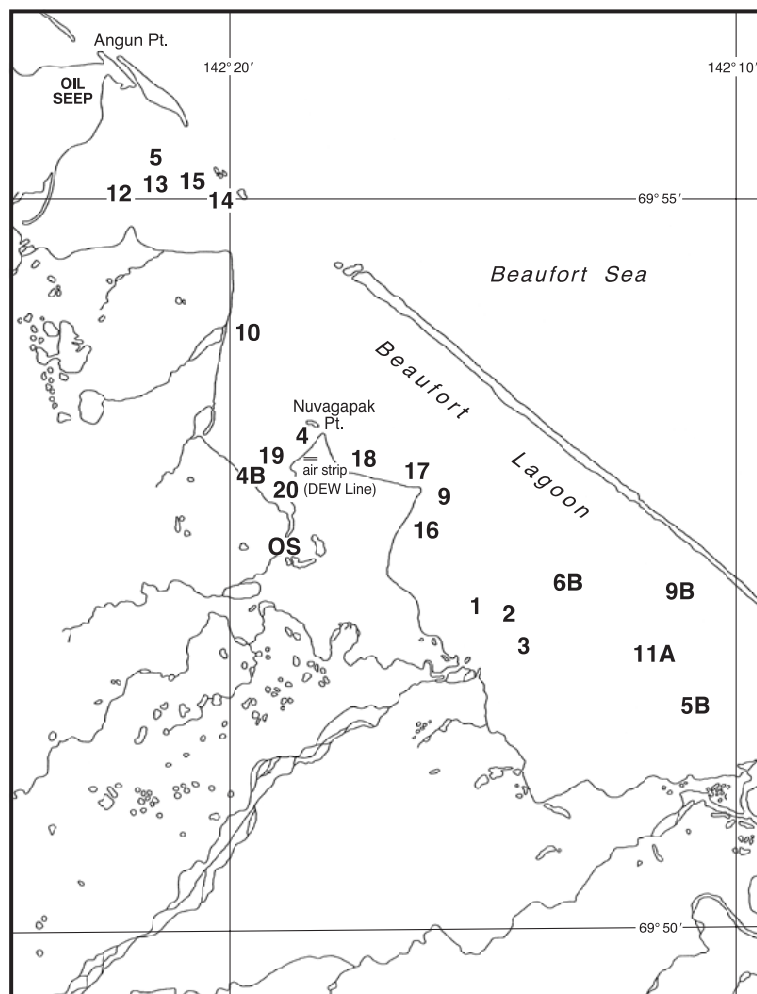 Angun Pt.
142° 20′
142° 10′
OIL
SEEP
5
12
13
15
14
69° 55′
Beaufort Sea
10
Beaufort
Lagoon
Nuvagapak
Pt.
4
19
18
17
air strip
(DEW Line)
4B
20
9
16
OS
6B
9B
1
2
3
11A
5B
69° 50′